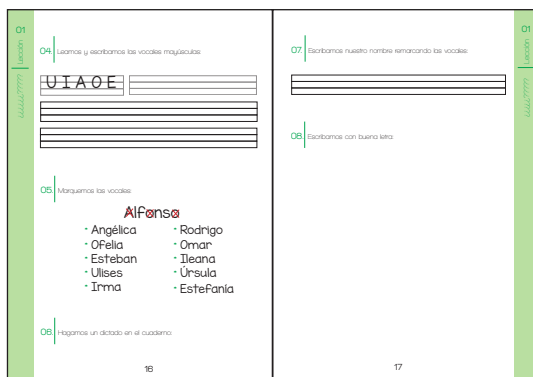 01
Lección
04. Leamos y escribamos las vocales mayúsculas:
U I A O E
05. Marquemos las vocales:
Alfonso
· Angélica
· Ofelia
· Esteban
· Ulises
· Irma
· Rodrigo
· Omar
· Ileana
· Úrsula
· Estefanía
06. Hagamos un dictado en el cuaderno:
16
07. Escribamos nuestro nombre remarcando las vocales:
08. Escribamos con buena letra:
17
01
Lección